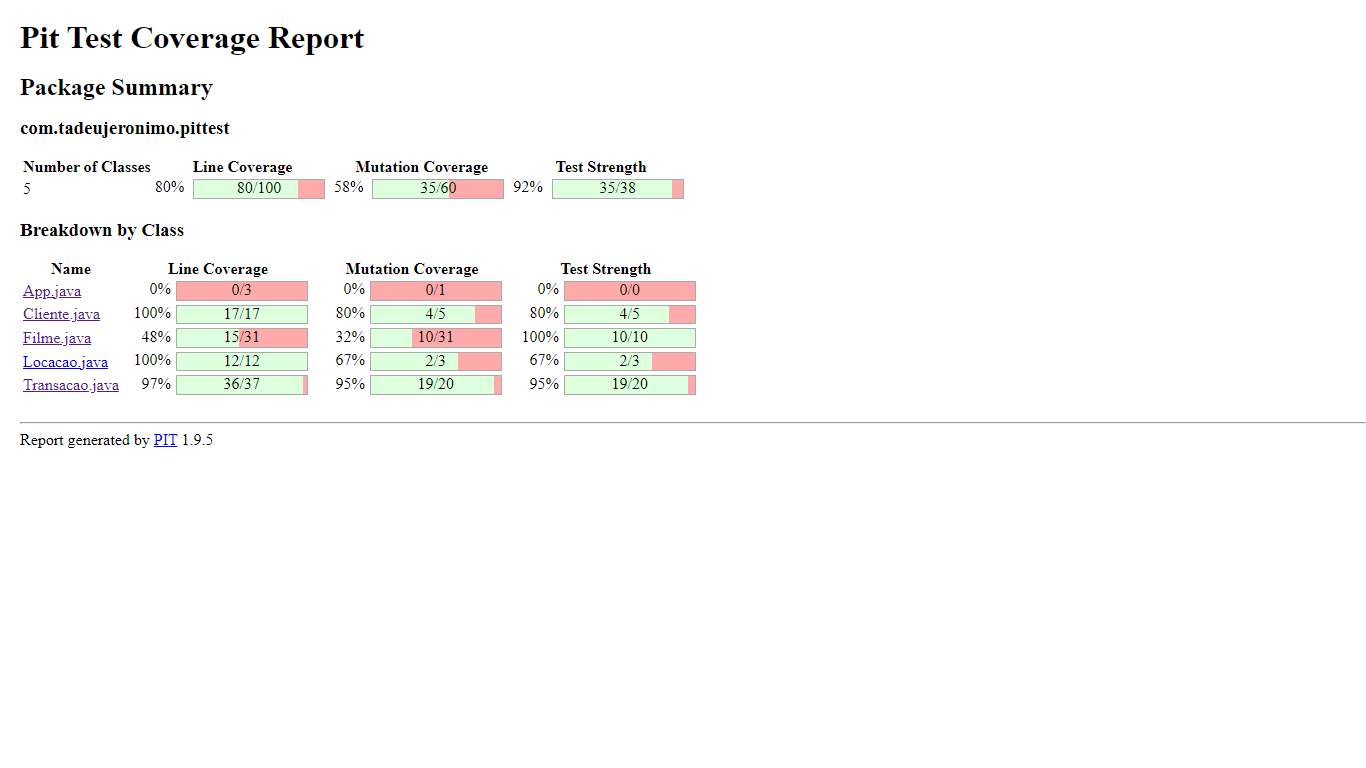 Pit Test Coverage Report
Package Summary
com.tadeujeronimo.pittest
Number of Classes Line Coverage Mutation Coverage Test Strength
5 80% 80/100 58% 35/60 92% 35/38
Breakdown by Class
Name Line Coverage Mutation Coverage Test Strength
App.java 0% 0/3 0% 0/1 0% 0/0
Cliente.java 100% 17/17 80% 4/5 80% 4/5
Filme.java 48% 15/31 32% 10/31 100% 10/10
Locacao.java 100% 12/12 67% 2/3 67% 2/3
Transacao.java 97% 36/37 95% 19/20 95% 19/20
Report generated by PIT 1.9.5